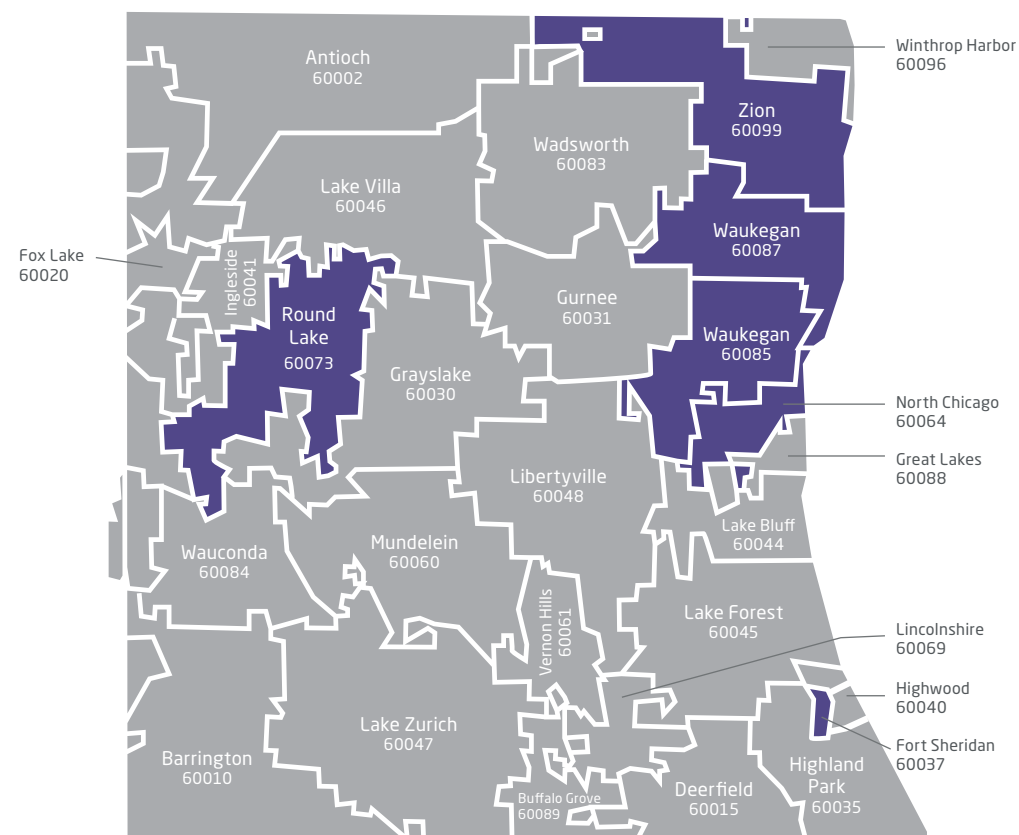 Antioch
60002
Winthrop Harbor
60096
Zion
60099
Wadsworth
60083
Lake Villa
60046
Waukegan
60087
Fox Lake
60020
Ingleside
60041
Gurnee
60031
Round
Lake
60073
Waukegan
60085
Grayslake
60030
North Chicago
60064
Great Lakes
60088
Libertyville
60048
Lake Bluff
60044
Mundelein
60060
Wauconda
60084
Vernon Hills
60061
Lake Forest
60045
Lincolnshire
60069
Highwood
60040
Lake Zurich
60047
Fort Sheridan
60037
Barrington
60010
Highland
Park
60035
Deerfield
60015
Buffalo Grove
60089